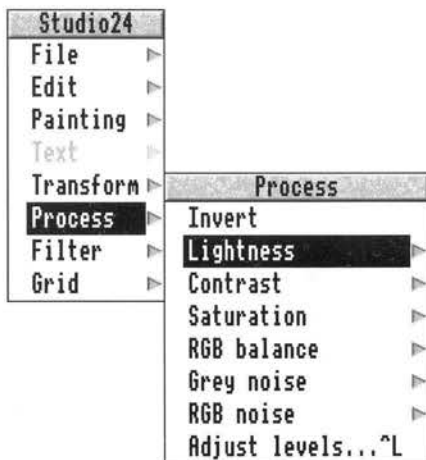 Studio24
File
Edit
Painting
Text
Transform
Process
Filter
Grid
Process
Invert
Lightness
Contrast
Saturation
RGB balance
Grey noise
RGB noise
Adjust levels...^L